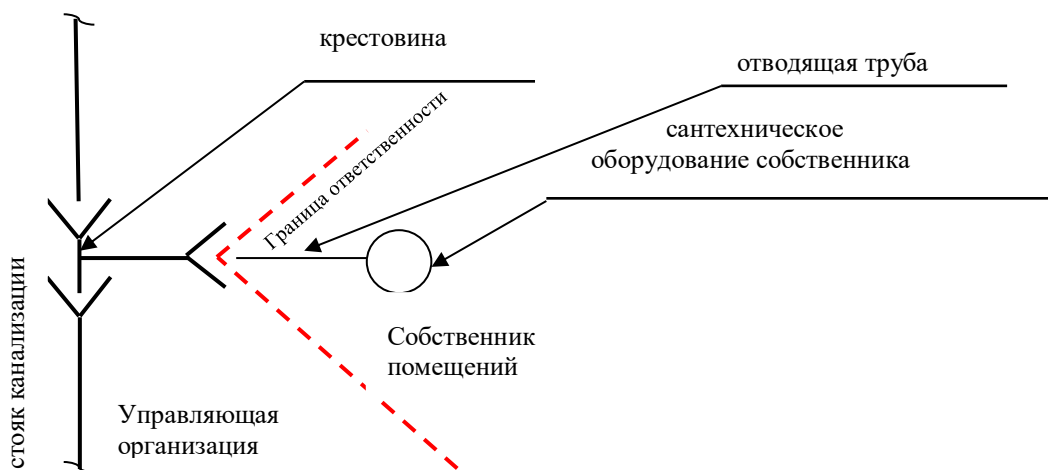 крестовина
отводящая труба
Граница ответственности
сантехническое
оборудование собственника
стояк канализации
Собственник
помещений
Управляющая
организация